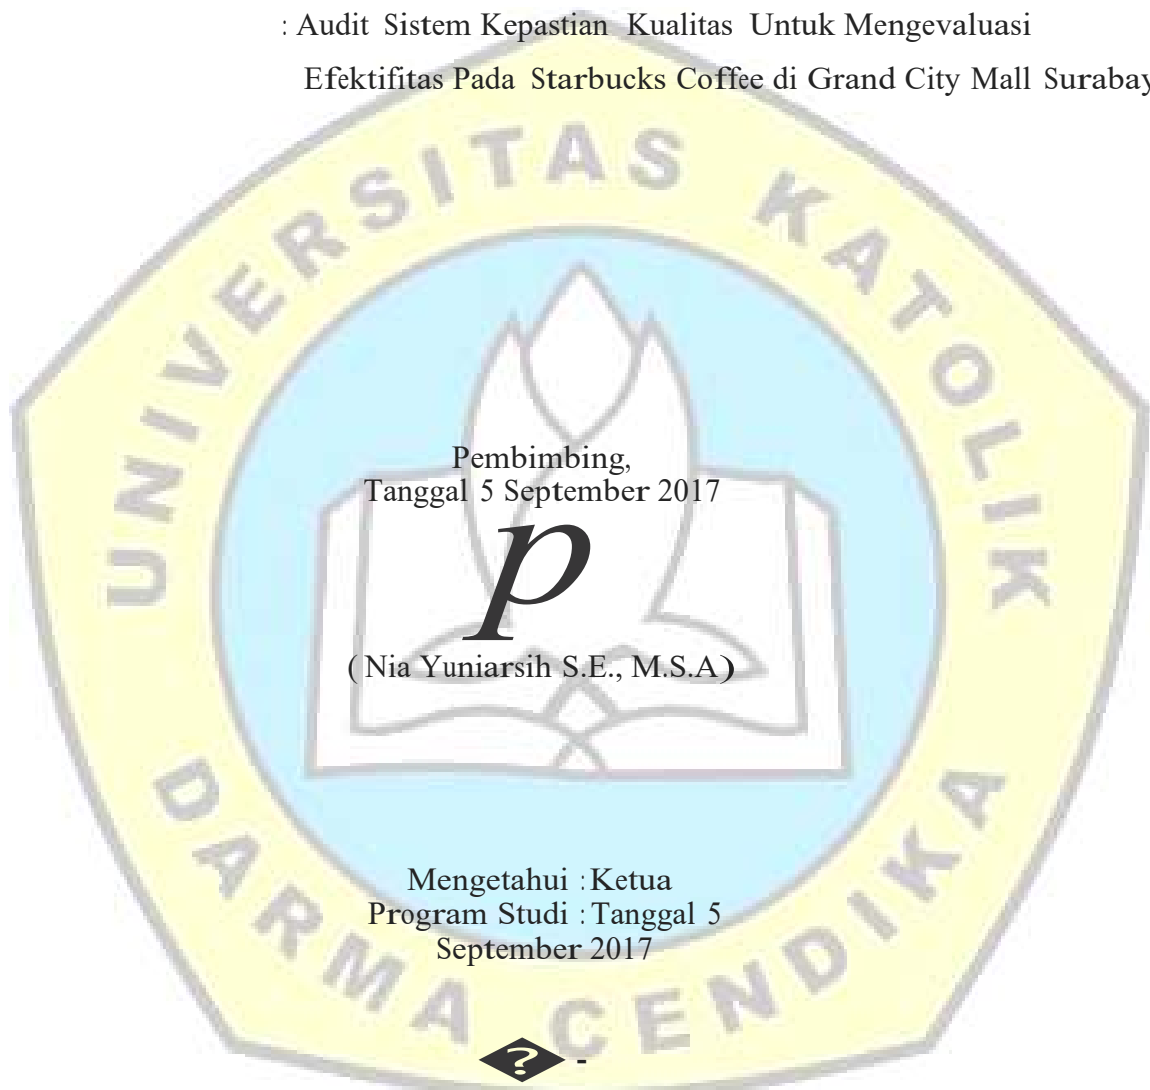 : Audit Sistem Kepastian Kualitas Untuk Mengevaluasi
Efektifitas Pada Starbucks Coffee di Grand City Mall Surabay
UNIVERSITAS KATOLIK
Pembimbing,
Tanggal 5 September 2017
p
( Nia Yuniarsih S.E., M.S.A)
Mengetahui : Ketua
Program Studi : Tanggal 5
September 2017
DARMA CENDIKA
� -